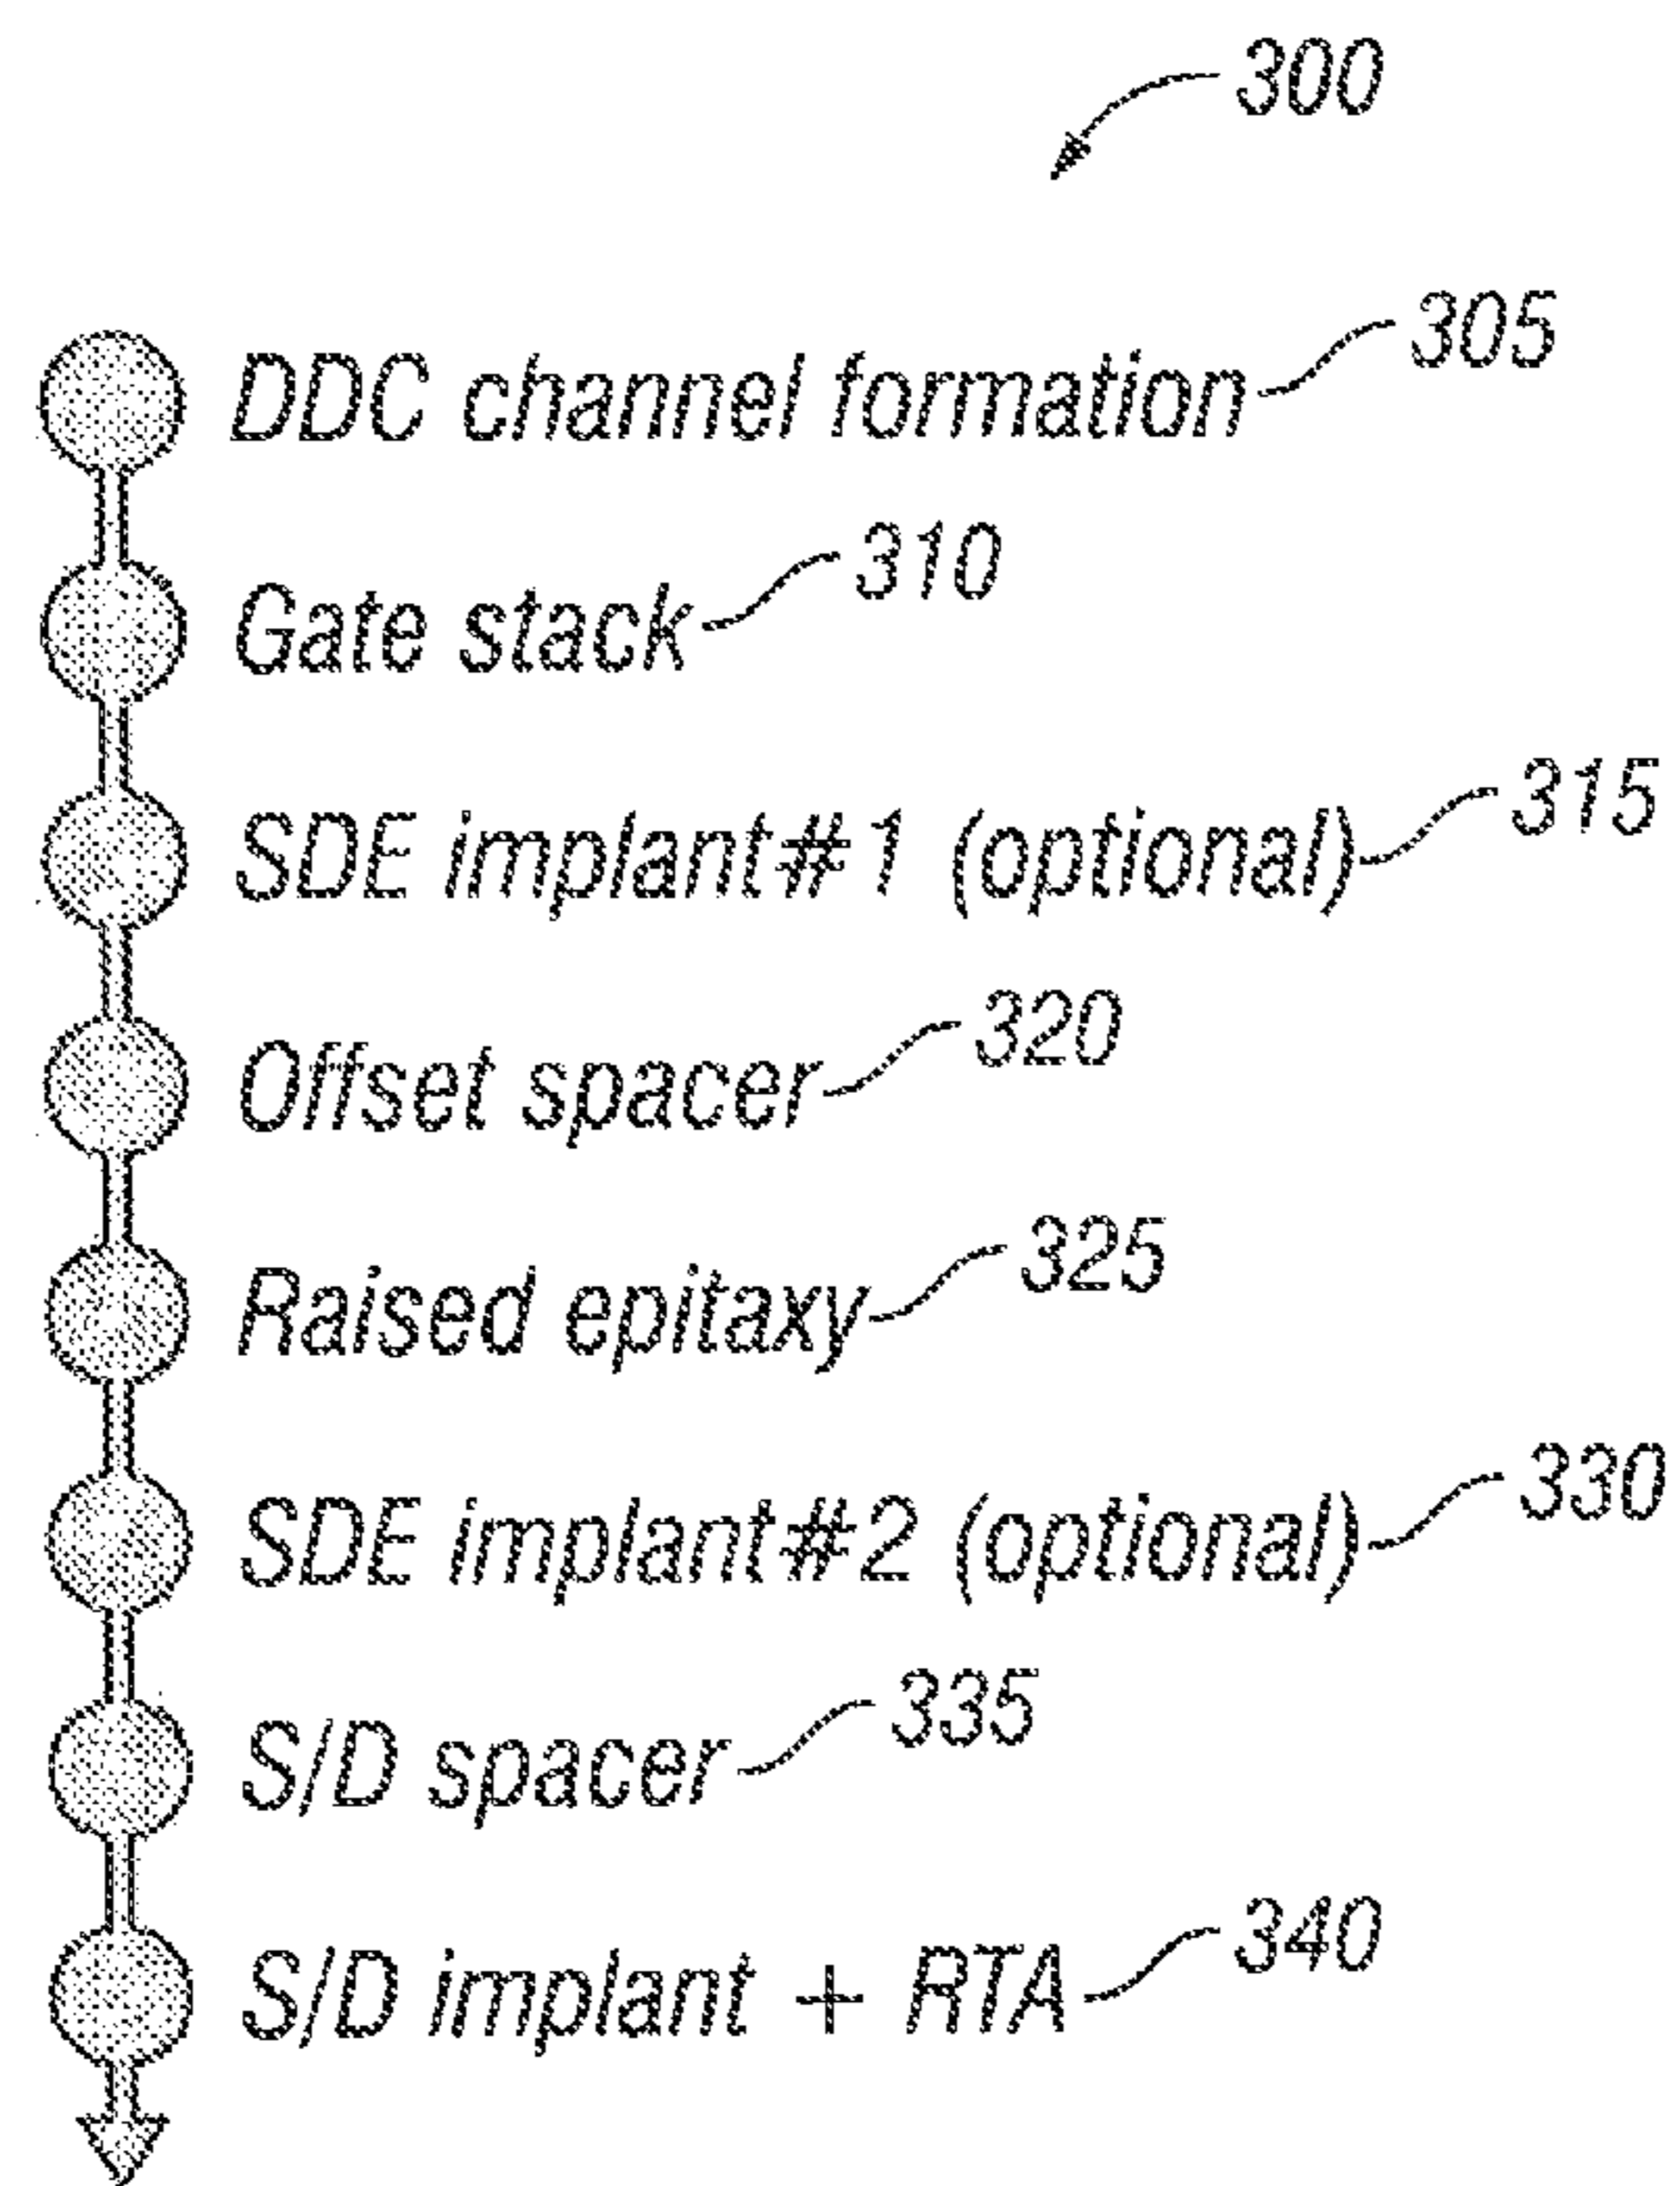 300
DDC channel formation 305
Gate stack 310
SDE implant#1 (optional) 315
Offset spacer 320
Raised epitaxy 325
SDE implant#2 (optional) 330
S/D spacer 335
S/D implant + RTA 340